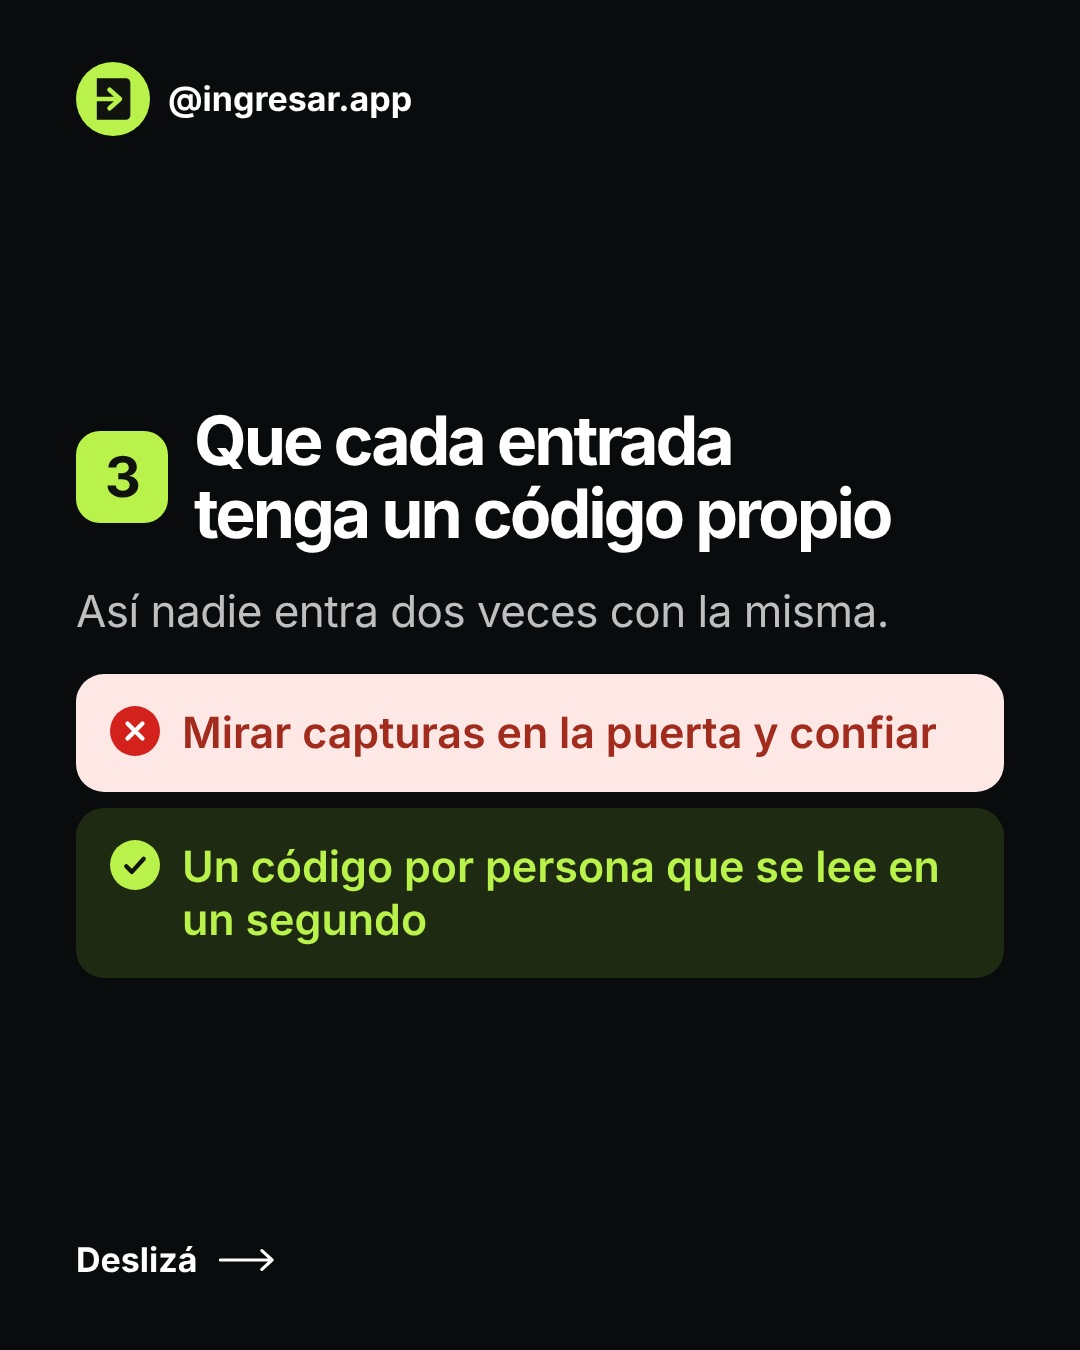 @ingresar.app
3
Que cada entrada
tenga un código propio
Así nadie entra dos veces con la misma.
Mirar capturas en la puerta y confiar
Un código por persona que se lee en
un segundo
Deslizá